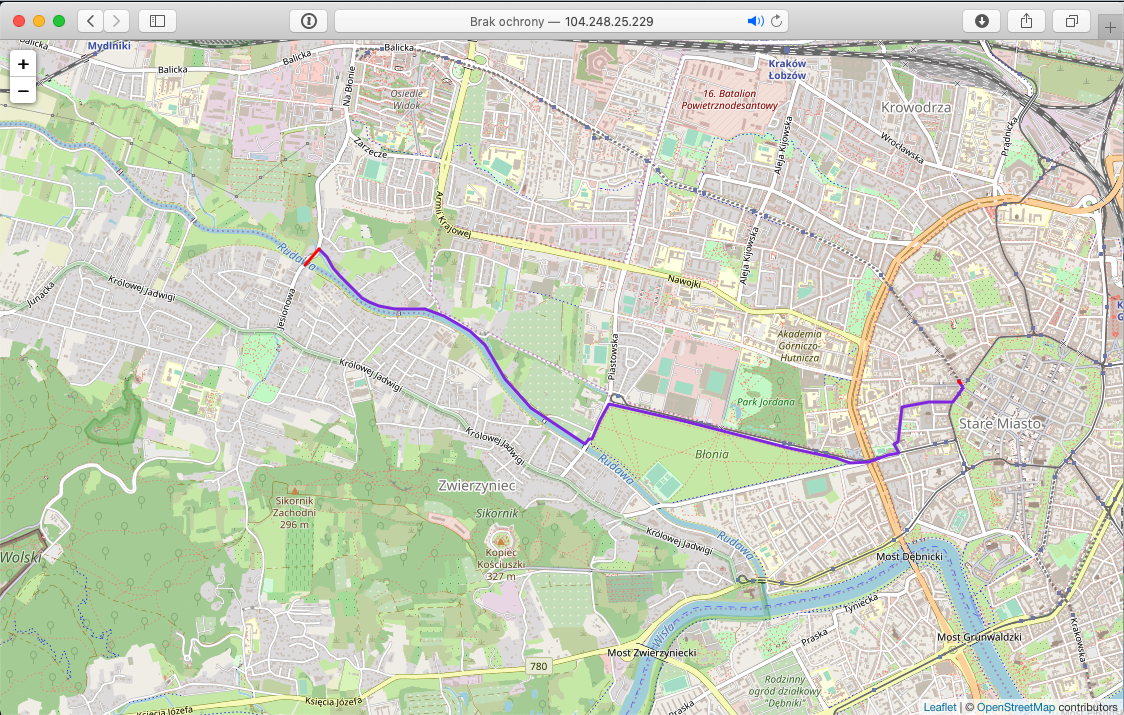 Brak ochrony — 104.248.25.229
+
−
Balicka
Mydlniki
Balicka
Balicka
Balicka
Na Błonie
Osiedle
Widok
Zarzecze
Armii Krajowej
Kraków
Łobzów
16. Batalion
Powietrznodesantowy
Krowodrza
Wrocławska
Prądnicka
Aleja Kijowska
Aleja Kijowska
Nawojki
Rudawa
Junacka
Królowej Jadwigi
Jesionowa
Królowej Jadwigi
Piastowska
Akademia
Górniczo-
Hutnicza
Park Jordana
Stare Miasto
Błonia
Królowej Jadwigi
Rudawa
Zwierzyniec
Sikornik
Zachodni
296 m
Sikornik
Kopiec
Kościuszki
327 m
Wolski
Królowej Jadwigi
Rudawa
Most Dębnicki
Tyniecka
Praska
Wisła
Most Zwierzyniecki
Most Grunwaldzki
Krakowska
780
Rodzinny
ogród działkowy
"Dębniki"
Praska
Księcia Józefa
Księcia Józefa
Leaflet | © OpenStreetMap contributors